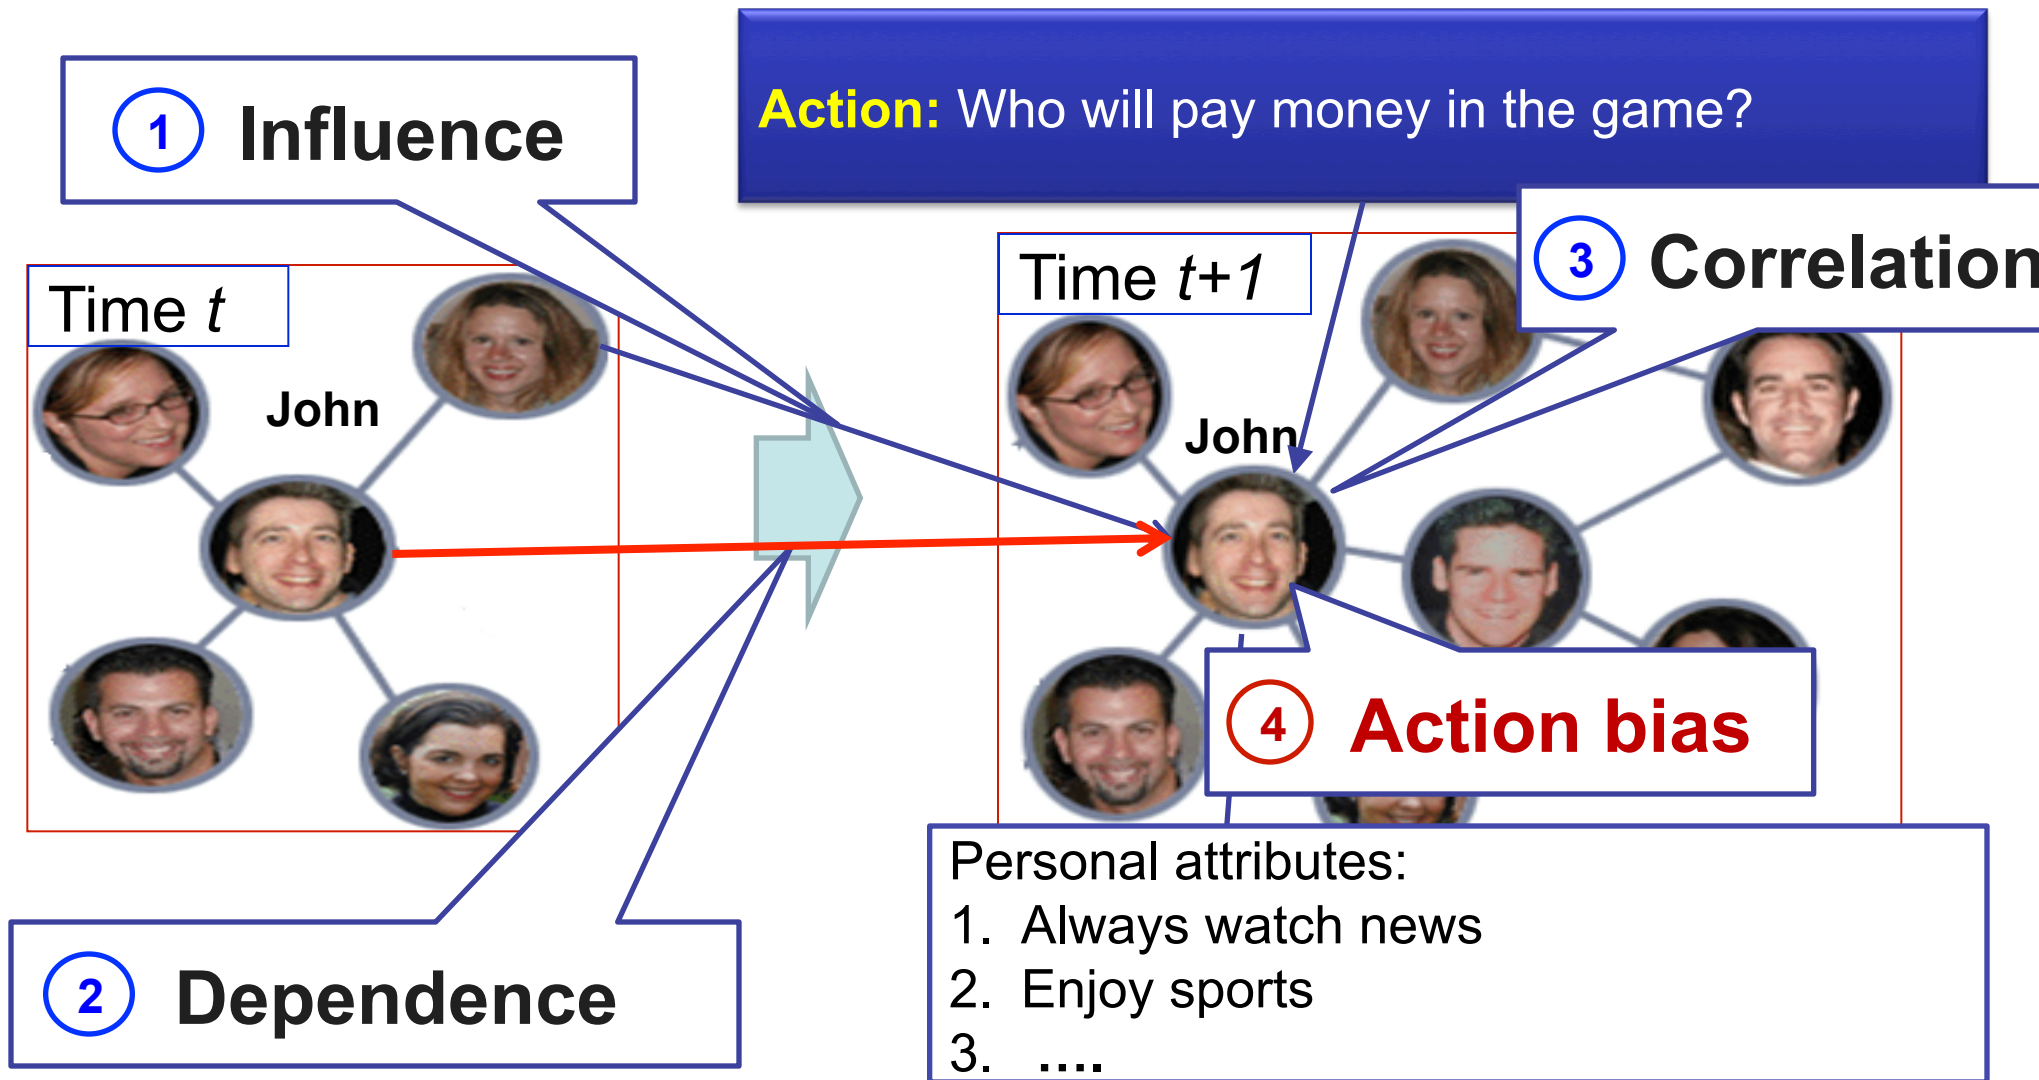 1 Influence
Action: Who will pay money in the game?
3 Correlation
Time t
Time t+1
John
John
4 Action bias
2 Dependence
Personal attributes:
1. Always watch news
2. Enjoy sports
3. ....